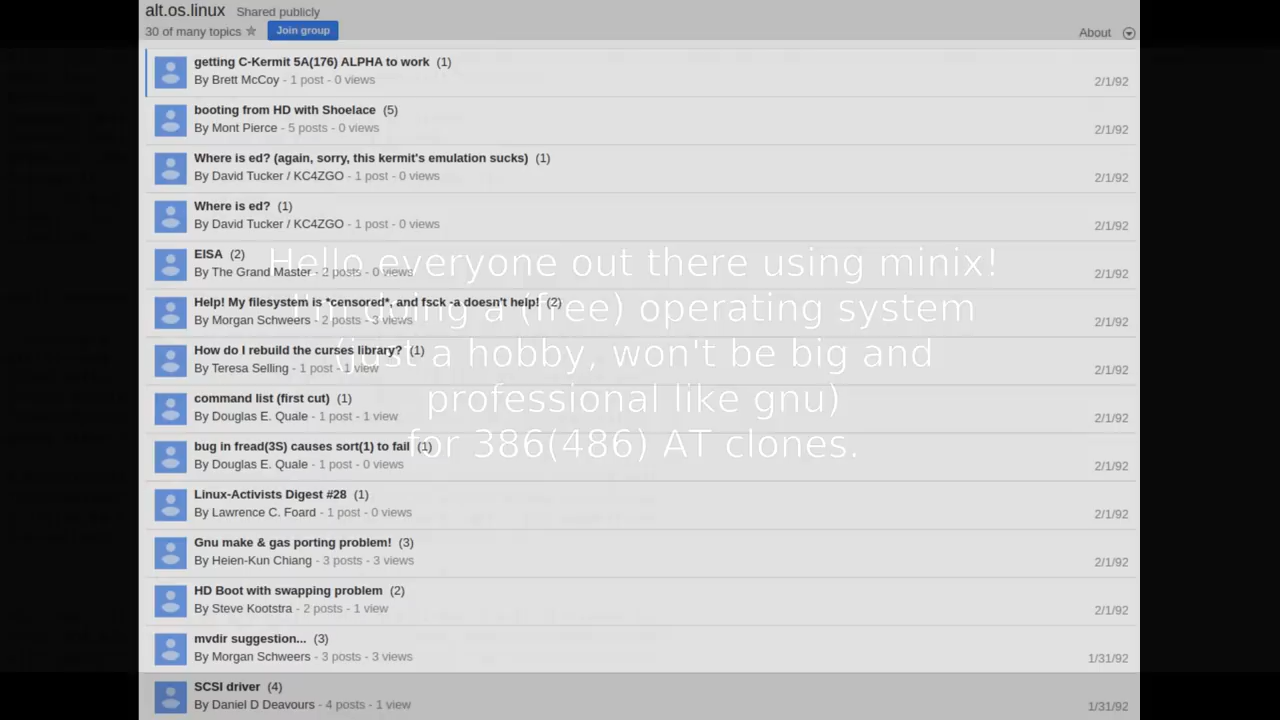 alt.os.linux Shared publicly
30 of many topics Join group About
getting C-Kermit 5A(176) ALPHA to work (1)
By Brett McCoy - 1 post - 0 views 2/1/92
booting from HD with Shoelace (5)
By Mont Pierce - 5 posts - 0 views 2/1/92
Where is ed? (again, sorry, this kermit's emulation sucks) (1)
By David Tucker / KC4ZGO - 1 post - 0 views 2/1/92
Where is ed? (1)
By David Tucker / KC4ZGO - 1 post - 0 views 2/1/92
EISA (2)
By The Grand Master - 2 posts - 0 views 2/1/92
Help! My filesystem is *censored*, and fsck -a doesn't help! (2)
By Morgan Schweers - 2 posts - 3 views 2/1/92
How do I rebuild the curses library? (1)
By Teresa Selling - 1 post - 1 view 2/1/92
command list (first cut) (1)
By Douglas E. Quale - 1 post - 1 view 2/1/92
bug in fread(3S) causes sort(1) to fail (1)
By Douglas E. Quale - 1 post - 0 views 2/1/92
Linux-Activists Digest #28 (1)
By Lawrence C. Foard - 1 post - 0 views 2/1/92
Gnu make & gas porting problem! (3)
By Heien-Kun Chiang - 3 posts - 3 views 2/1/92
HD Boot with swapping problem (2)
By Steve Kootstra - 2 posts - 1 view 2/1/92
mvdir suggestion... (3)
By Morgan Schweers - 3 posts - 3 views 1/31/92
SCSI driver (4)
By Daniel D Deavours - 4 posts - 1 view 1/31/92
Hello everyone out there using minix!
I'm doing a (free) operating system
(just a hobby, won't be big and
professional like gnu)
for 386(486) AT clones.